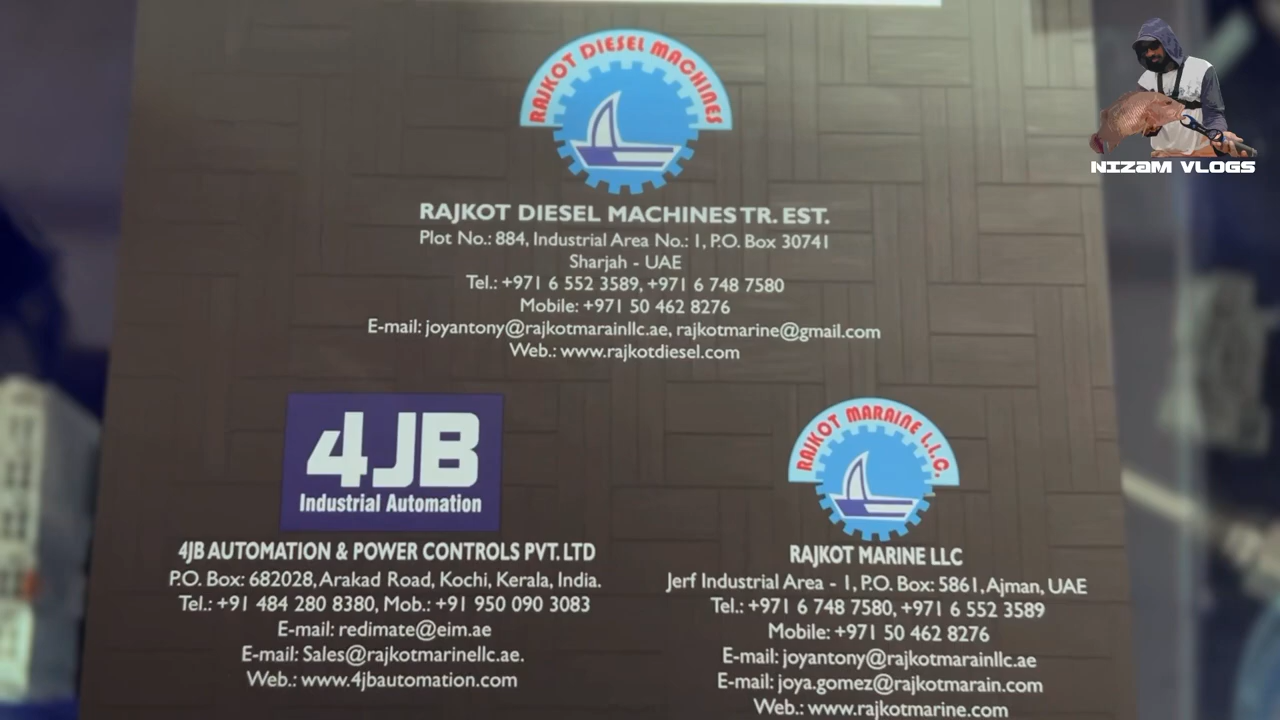 RAJKOT DIESEL MACHINES
NIZAM VLOGS
RAJKOT DIESEL MACHINES TR. EST.
Plot No.: 884, Industrial Area No.: 1, P.O. Box 30741
Sharjah - UAE
Tel.: +971 6 552 3589, +971 6 748 7580
Mobile: +971 50 462 8276
E-mail: joyantony@rajkotmarainllc.ae, rajkotmarine@gmail.com
Web.: www.rajkotdiesel.com
4JB
Industrial Automation
4JB AUTOMATION & POWER CONTROLS PVT. LTD
P.O. Box: 682028, Arakad Road, Kochi, Kerala, India.
Tel.: +91 484 280 8380, Mob.: +91 950 090 3083
E-mail: redimate@eim.ae
E-mail: Sales@rajkotmarinellc.ae.
Web.: www.4jbautomation.com
RAJKOT MARAINE L.L.C.
RAJKOT MARINE LLC
Jerf Industrial Area - 1, P.O. Box: 5861, Ajman, UAE
Tel.: +971 6 748 7580, +971 6 552 3589
Mobile: +971 50 462 8276
E-mail: joyantony@rajkotmarainllc.ae
E-mail: joya.gomez@rajkotmarain.com
Web.: www.rajkotmarine.com